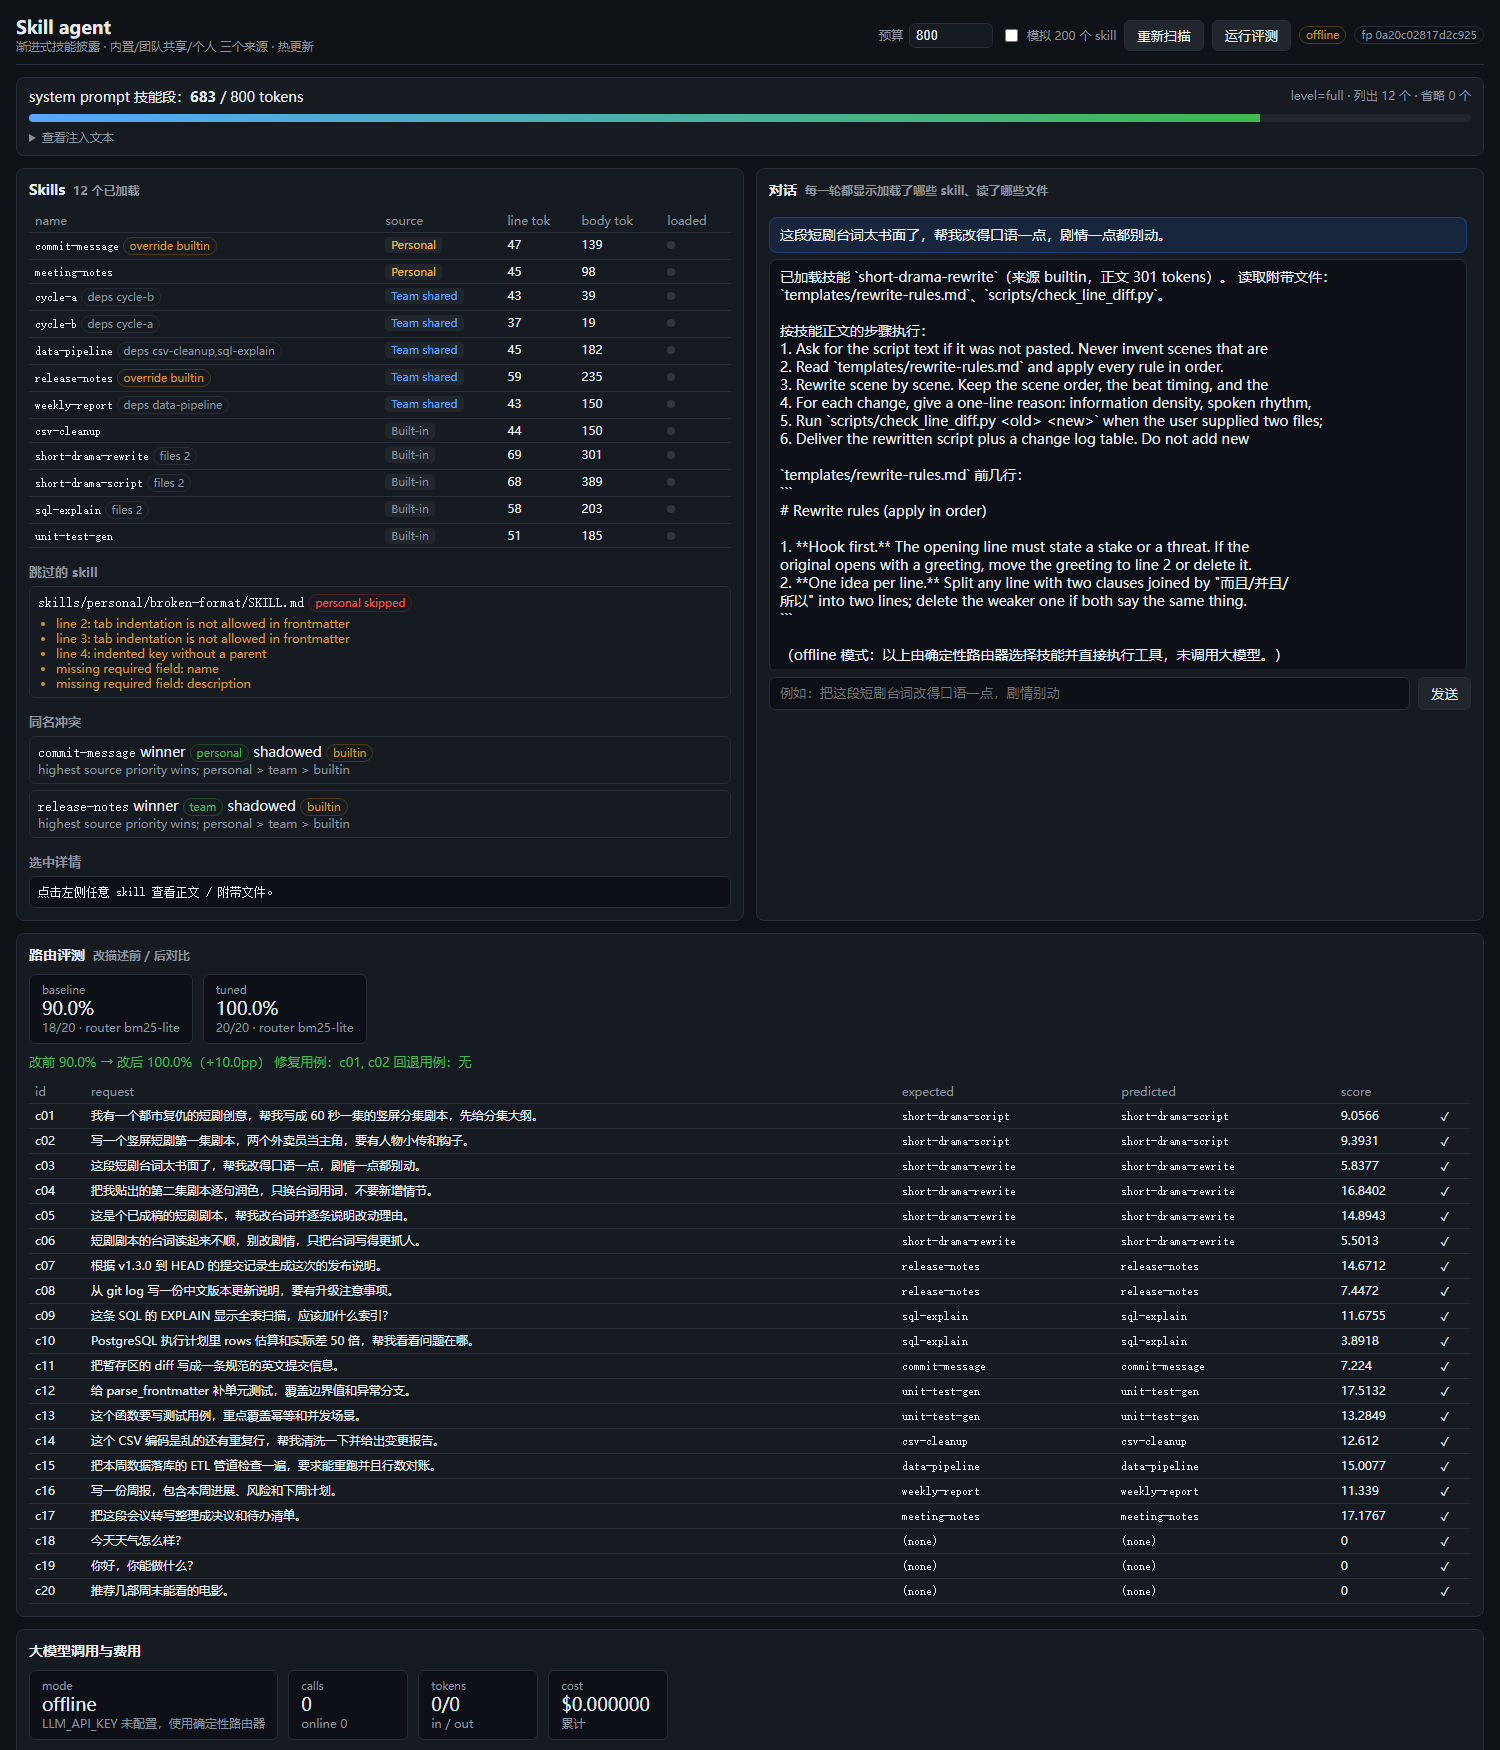 Skill agent
渐进式技能披露 · 内置/团队共享/个人 三个来源 · 热更新
预算 800 模拟 200 个 skill 重新扫描 运行评测 offline fp 0a20c02817d2c925
system prompt 技能段：683 / 800 tokens
level=full · 列出 12 个 · 省略 0 个
查看注入文本
Skills 12 个已加载
name source line tok body tok loaded
commit-message override builtin Personal 47 139
meeting-notes Personal 45 98
cycle-a deps cycle-b Team shared 43 39
cycle-b deps cycle-a Team shared 37 19
data-pipeline deps csv-cleanup,sql-explain Team shared 45 182
release-notes override builtin Team shared 59 235
weekly-report deps data-pipeline Team shared 43 150
csv-cleanup Built-in 44 150
short-drama-rewrite files 2 Built-in 69 301
short-drama-script files 2 Built-in 68 389
sql-explain files 2 Built-in 58 203
unit-test-gen Built-in 51 185
跳过的 skill
skills/personal/broken-format/SKILL.md personal skipped
• line 2: tab indentation is not allowed in frontmatter
• line 3: tab indentation is not allowed in frontmatter
• line 4: indented key without a parent
• missing required field: name
• missing required field: description
同名冲突
commit-message winner personal shadowed builtin
highest source priority wins; personal > team > builtin
release-notes winner team shadowed builtin
highest source priority wins; personal > team > builtin
选中详情
点击左侧任意 skill 查看正文 / 附带文件。
对话 每一轮都显示加载了哪些 skill、读了哪些文件
这段短剧台词太书面了，帮我改得口语一点，剧情一点都别动。
已加载技能 `short-drama-rewrite`（来源 builtin，正文 301 tokens）。 读取附带文件：
`templates/rewrite-rules.md`、`scripts/check_line_diff.py`。
按技能正文的步骤执行：
1. Ask for the script text if it was not pasted. Never invent scenes that are
2. Read `templates/rewrite-rules.md` and apply every rule in order.
3. Rewrite scene by scene. Keep the scene order, the beat timing, and the
4. For each change, give a one-line reason: information density, spoken rhythm,
5. Run `scripts/check_line_diff.py <old> <new>` when the user supplied two files;
6. Deliver the rewritten script plus a change log table. Do not add new
`templates/rewrite-rules.md` 前几行：
```
# Rewrite rules (apply in order)
1. **Hook first.** The opening line must state a stake or a threat. If the
original opens with a greeting, move the greeting to line 2 or delete it.
2. **One idea per line.** Split any line with two clauses joined by "而且/并且/
所以" into two lines; delete the weaker one if both say the same thing.
```
（offline 模式：以上由确定性路由器选择技能并直接执行工具，未调用大模型。）
例如：把这段短剧台词改得口语一点，剧情别动 发送
路由评测 改描述前 / 后对比
baseline
90.0%
18/20 · router bm25-lite
tuned
100.0%
20/20 · router bm25-lite
改前 90.0% → 改后 100.0%（+10.0pp） 修复用例：c01, c02 回退用例：无
id request expected predicted score
c01 我有一个都市复仇的短剧创意，帮我写成 60 秒一集的竖屏分集剧本，先给分集大纲。 short-drama-script short-drama-script 9.0566 ✓
c02 写一个竖屏短剧第一集剧本，两个外卖员当主角，要有人物小传和钩子。 short-drama-script short-drama-script 9.3931 ✓
c03 这段短剧台词太书面了，帮我改得口语一点，剧情一点都别动。 short-drama-rewrite short-drama-rewrite 5.8377 ✓
c04 把我贴出的第二集剧本逐句润色，只换台词用词，不要新增情节。 short-drama-rewrite short-drama-rewrite 16.8402 ✓
c05 这是个已成稿的短剧剧本，帮我改台词并逐条说明改动理由。 short-drama-rewrite short-drama-rewrite 14.8943 ✓
c06 短剧剧本的台词读起来不顺，别改剧情，只把台词写得更抓人。 short-drama-rewrite short-drama-rewrite 5.5013 ✓
c07 根据 v1.3.0 到 HEAD 的提交记录生成这次的发布说明。 release-notes release-notes 14.6712 ✓
c08 从 git log 写一份中文版本更新说明，要有升级注意事项。 release-notes release-notes 7.4472 ✓
c09 这条 SQL 的 EXPLAIN 显示全表扫描，应该加什么索引？ sql-explain sql-explain 11.6755 ✓
c10 PostgreSQL 执行计划里 rows 估算和实际差 50 倍，帮我看看问题在哪。 sql-explain sql-explain 3.8918 ✓
c11 把暂存区的 diff 写成一条规范的英文提交信息。 commit-message commit-message 7.224 ✓
c12 给 parse_frontmatter 补单元测试，覆盖边界值和异常分支。 unit-test-gen unit-test-gen 17.5132 ✓
c13 这个函数要写测试用例，重点覆盖幂等和并发场景。 unit-test-gen unit-test-gen 13.2849 ✓
c14 这个 CSV 编码是乱的还有重复行，帮我清洗一下并给出变更报告。 csv-cleanup csv-cleanup 12.612 ✓
c15 把本周数据落库的 ETL 管道检查一遍，要求能重跑并且行数对账。 data-pipeline data-pipeline 15.0077 ✓
c16 写一份周报，包含本周进展、风险和下周计划。 weekly-report weekly-report 11.339 ✓
c17 把这段会议转写整理成决议和待办清单。 meeting-notes meeting-notes 17.1767 ✓
c18 今天天气怎么样？ (none) (none) 0 ✓
c19 你好，你能做什么？ (none) (none) 0 ✓
c20 推荐几部周末能看的电影。 (none) (none) 0 ✓
大模型调用与费用
mode
offline
LLM_API_KEY 未配置，使用确定性路由器
calls
0
online 0
tokens
0/0
in / out
cost
$0.000000
累计